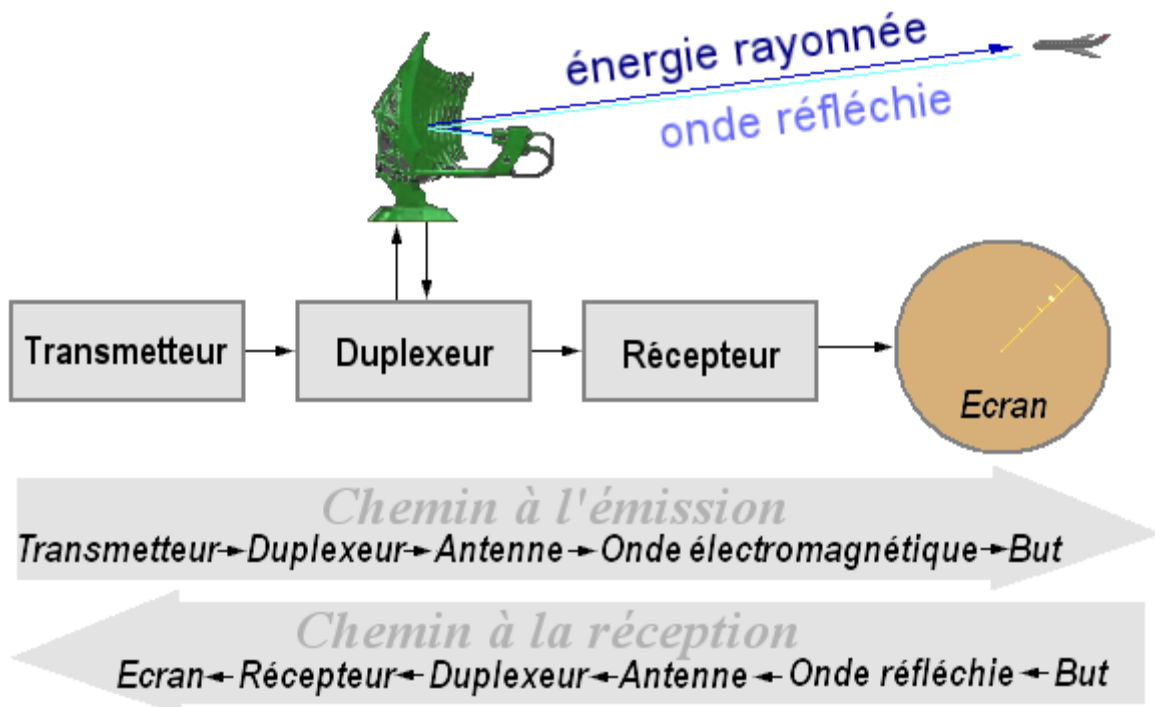 énergie rayonnée
onde réfléchie
Transmetteur
Duplexeur
Récepteur
Ecran
Chemin à l'émission
Transmetteur→Duplexeur→Antenne→Onde électromagnétique→But
Chemin à la réception
Ecran←Récepteur←Duplexeur←Antenne←Onde réfléchie←But